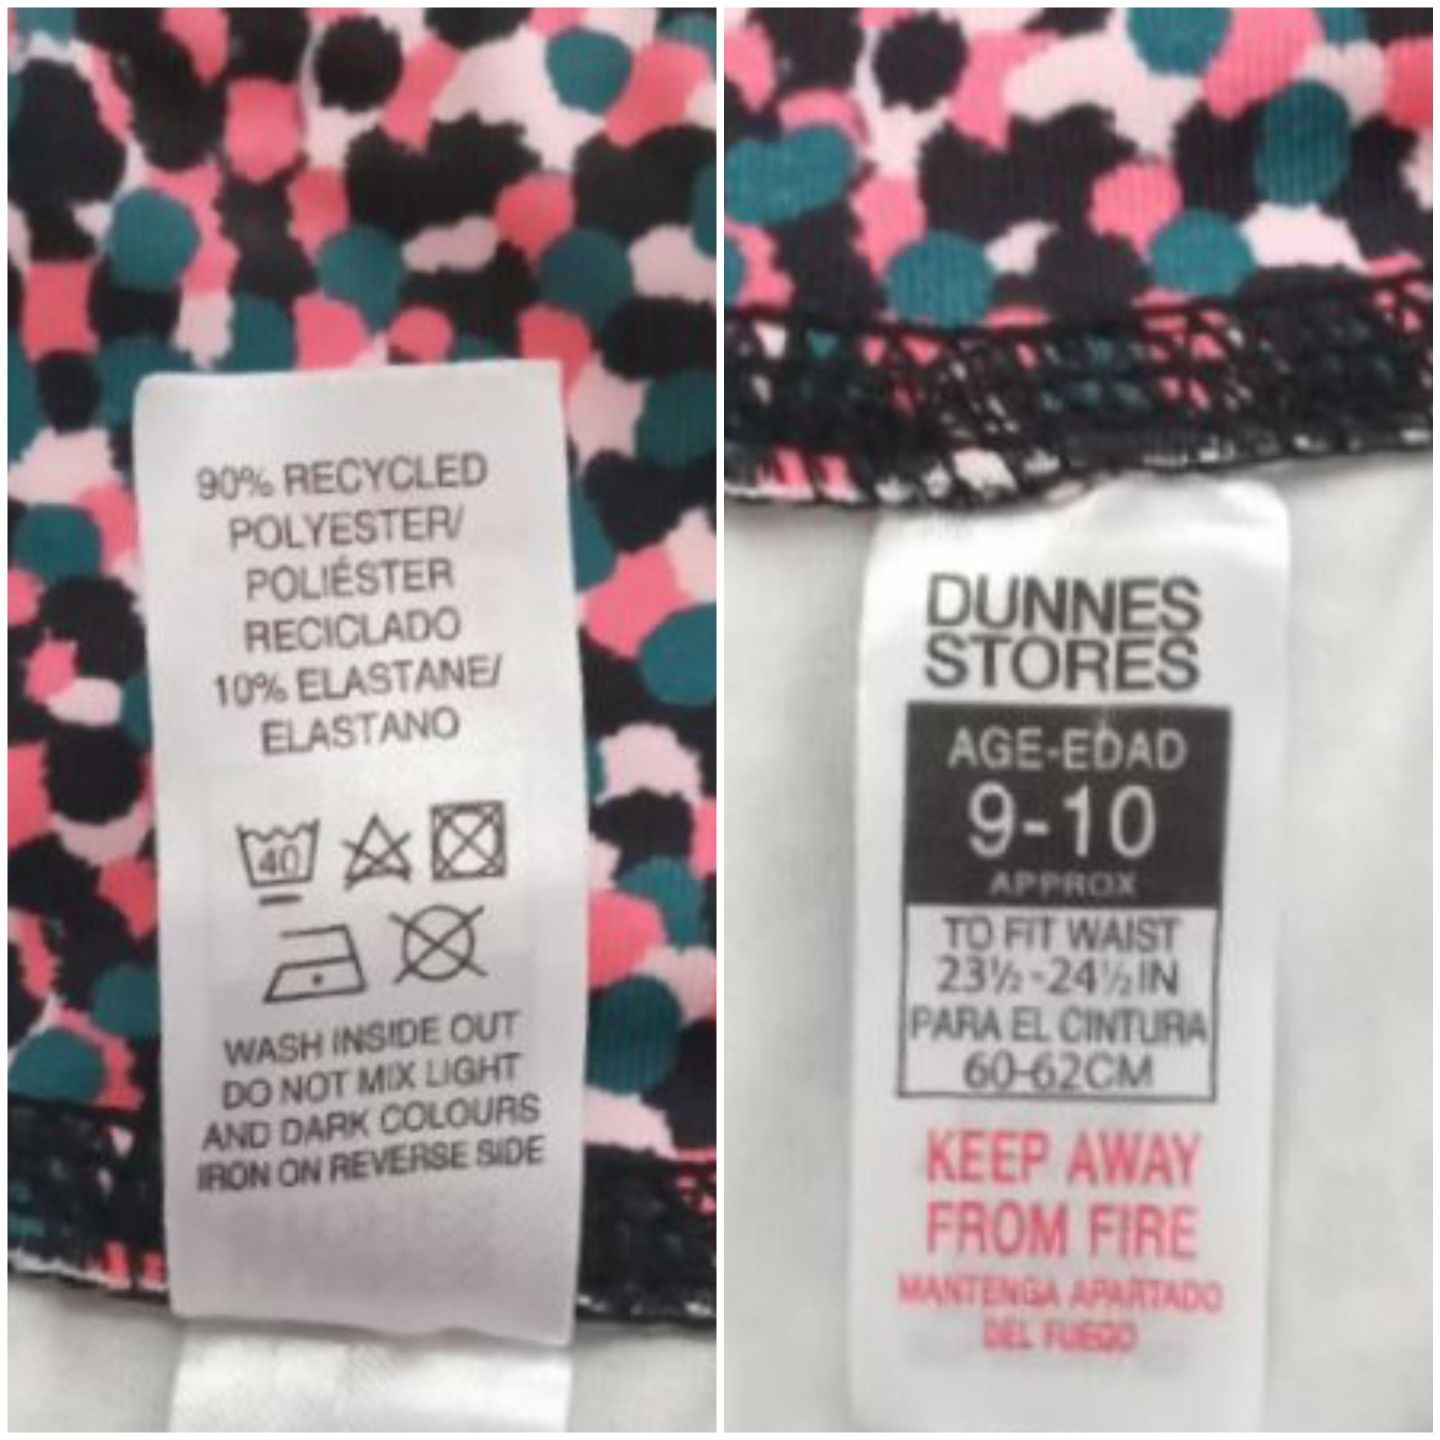 90% RECYCLED
POLYESTER/
POLIÉSTER
RECICLADO
10% ELASTANE/
ELASTANO
40
WASH INSIDE OUT
DO NOT MIX LIGHT
AND DARK COLOURS
IRON ON REVERSE SIDE
DUNNES
STORES
AGE-EDAD
9-10
APPROX
TO FIT WAIST
23½-24½IN
PARA EL CINTURA
60-62CM
KEEP AWAY
FROM FIRE
MANTENGA APARTADO
DEL FUEGO